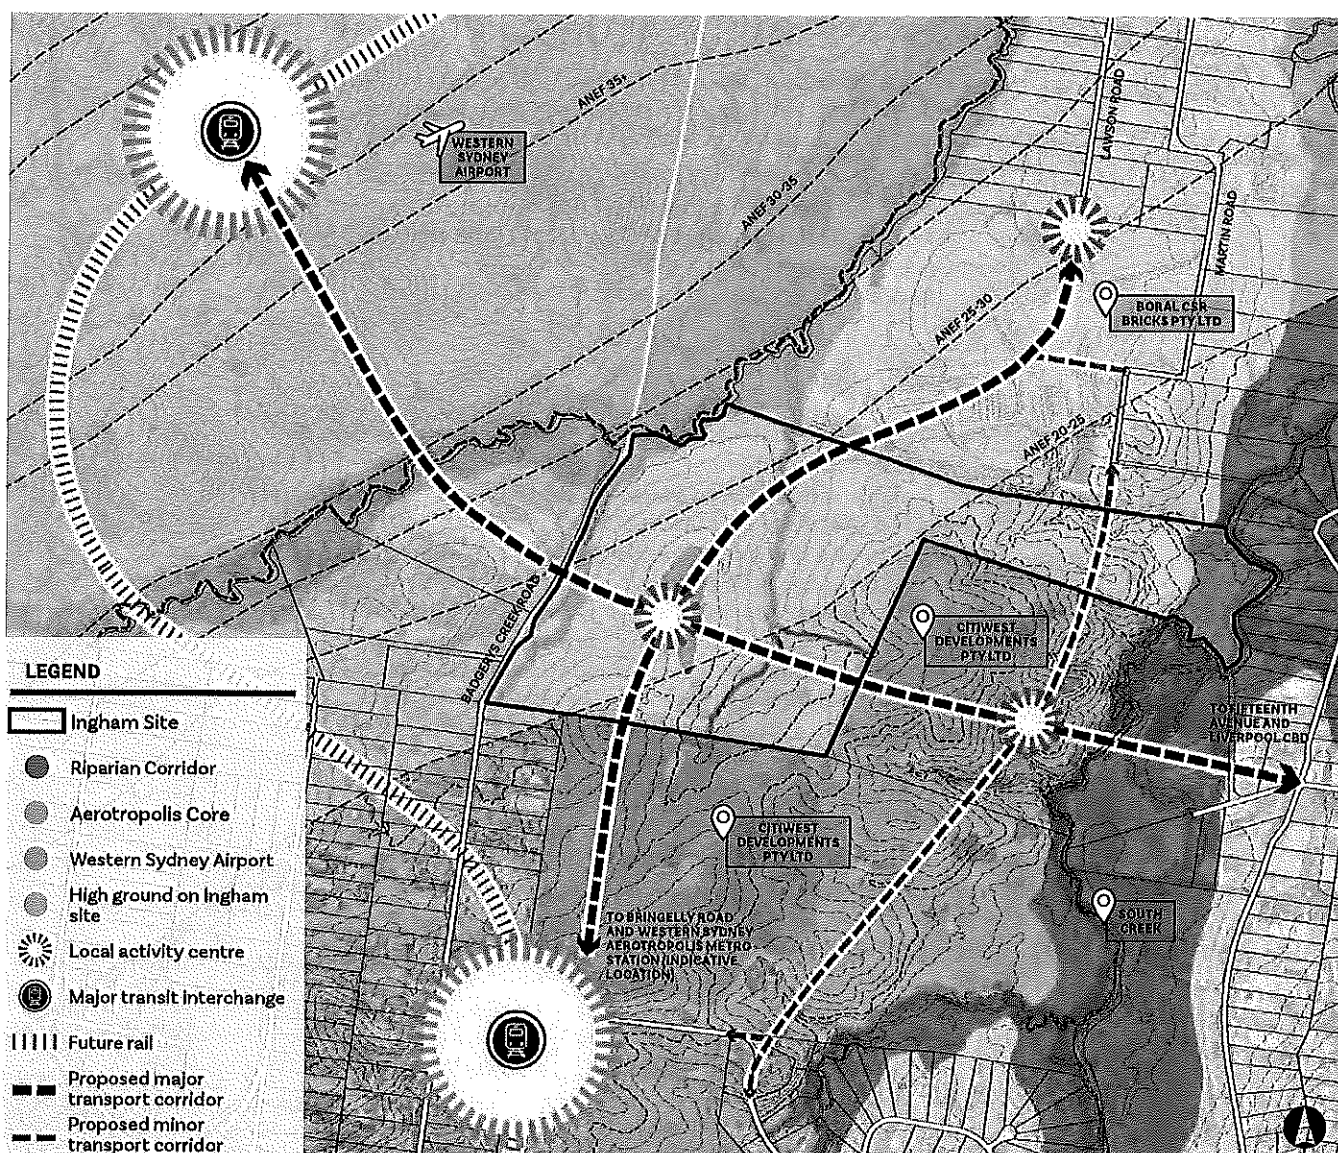 ANEF 35+
WESTERN
SYDNEY
AIRPORT
LAWSON ROAD
ANEF 30-35
MARTIN ROAD
BORAL CSR
BRICKS PTY LTD
ANEF 25-30
ANEF 20-25
BADGERYS CREEK ROAD
CITIWEST
DEVELOPMENTS
PTY LTD
TO FIFTEENTH
AVENUE AND
LIVERPOOL CBD
CITIWEST
DEVELOPMENTS
PTY LTD
SOUTH
CREEK
TO BRINGELLY ROAD
AND WESTERN SYDNEY
AEROTROPOLIS METRO
STATION (INDICATIVE
LOCATION)
LEGEND
Ingham Site
Riparian Corridor
Aerotropolis Core
Western Sydney Airport
High ground on Ingham
site
Local activity centre
Major transit interchange
Future rail
Proposed major
transport corridor
Proposed minor
transport corridor